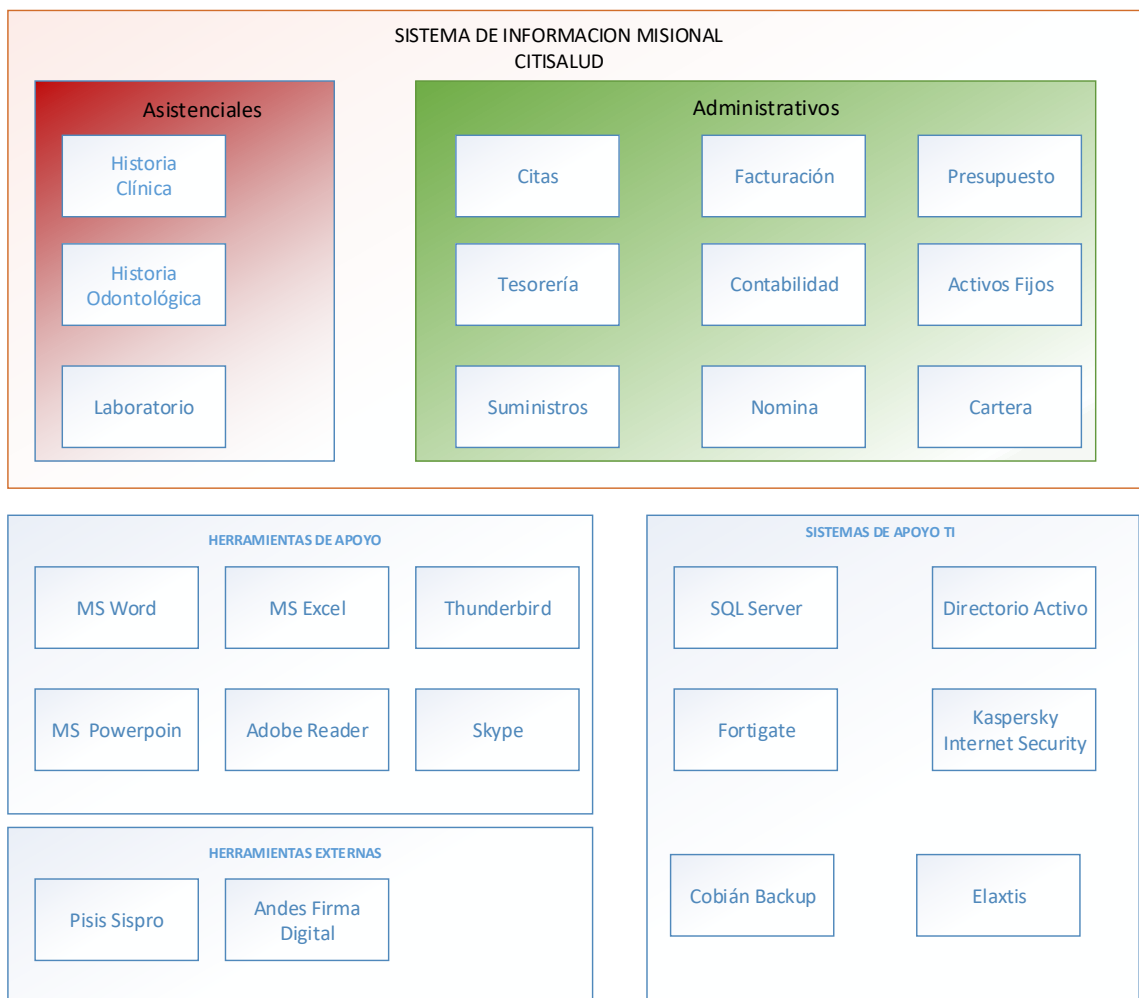 SISTEMA DE INFORMACION MISIONAL
CITISALUD
Asistenciales
Historia
Clínica
Historia
Odontológica
Laboratorio
Administrativos
Citas
Facturación
Presupuesto
Tesorería
Contabilidad
Activos Fijos
Suministros
Nomina
Cartera
HERRAMIENTAS DE APOYO
MS Word
MS Excel
Thunderbird
MS Powerpoin
Adobe Reader
Skype
HERRAMIENTAS EXTERNAS
Pisis Sispro
Andes Firma
Digital
SISTEMAS DE APOYO TI
SQL Server
Directorio Activo
Fortigate
Kaspersky
Internet Security
Cobián Backup
Elaxtis